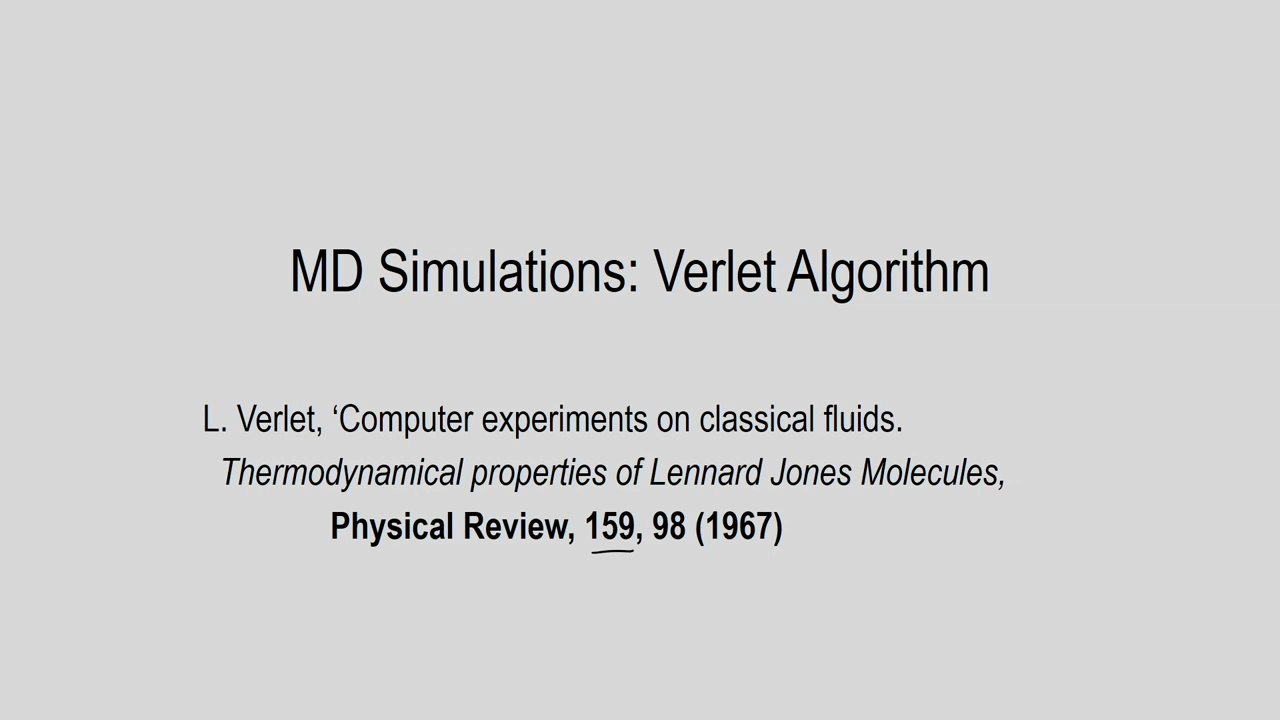 MD Simulations: Verlet Algorithm
L. Verlet, ‘Computer experiments on classical fluids.
Thermodynamical properties of Lennard Jones Molecules,
Physical Review, 159, 98 (1967)